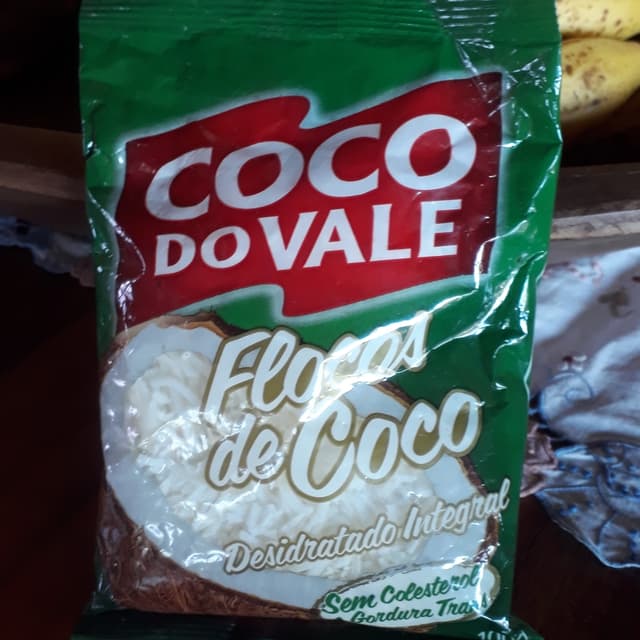 COCO
DO VALE
Flocos
de Coco
Desidratado Integral
Sem Colesterol
Gordura Trans